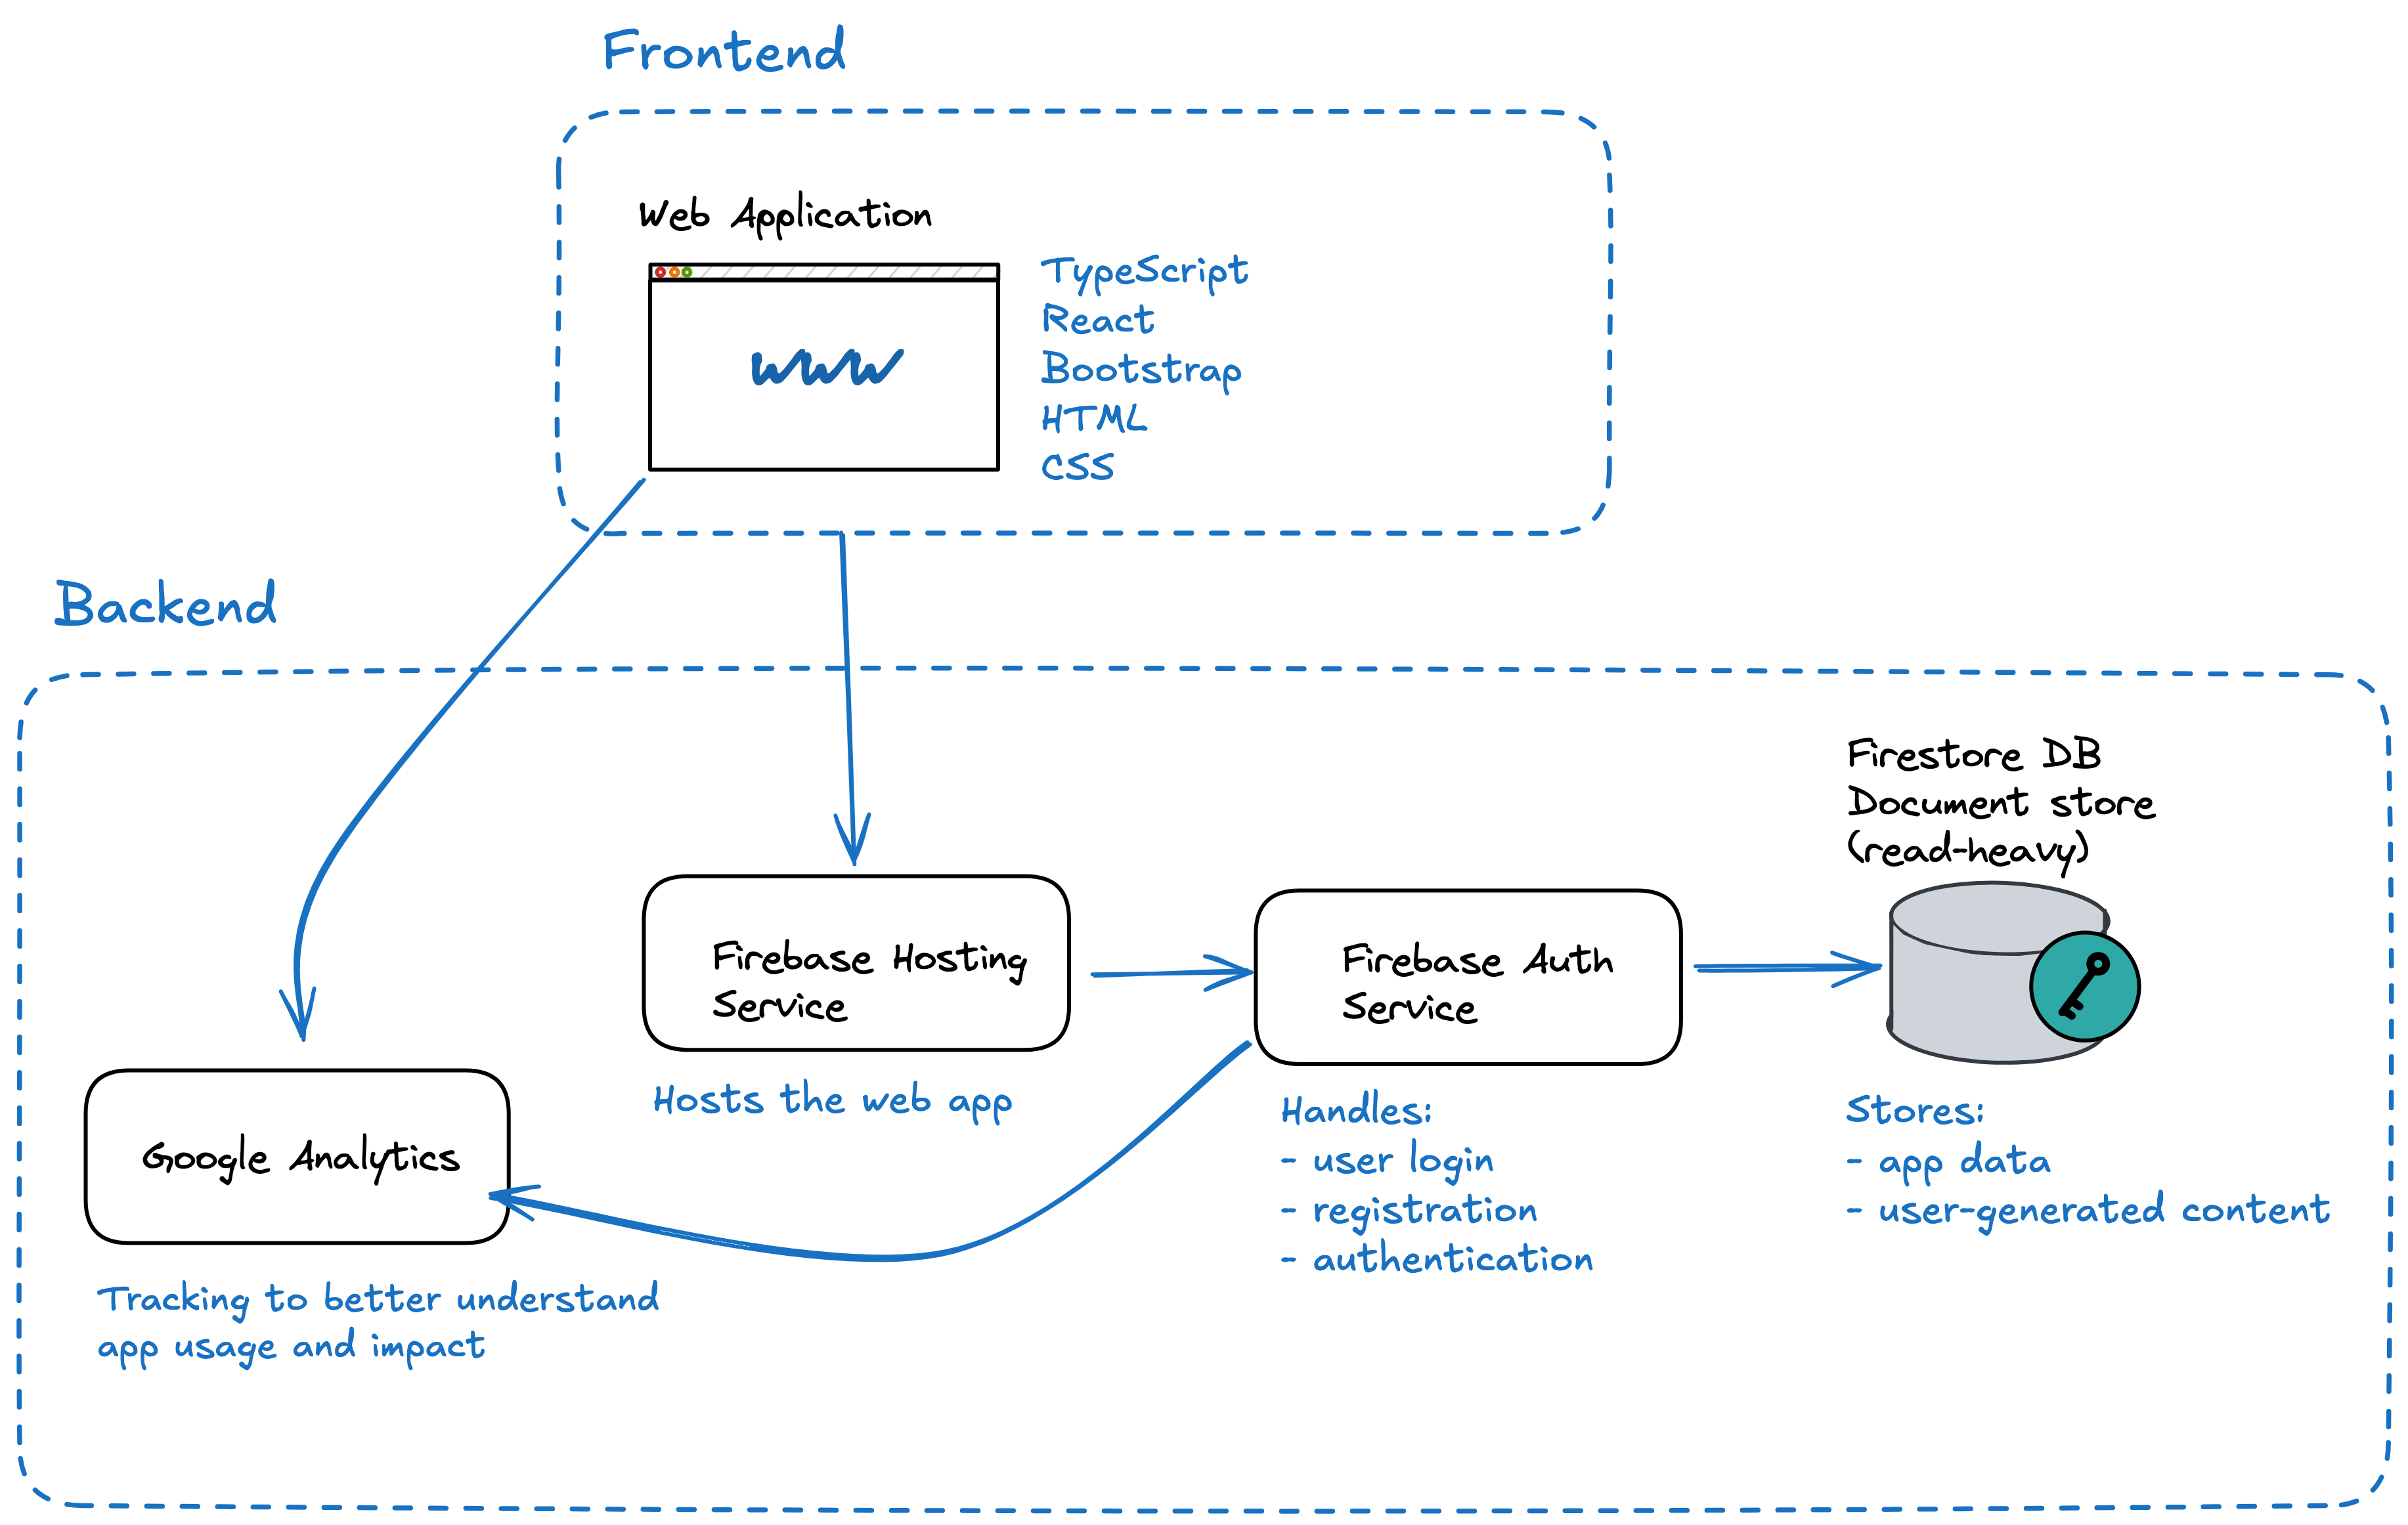 Frontend
Web Application
www
TypeScript
React
Bootstrap
HTML
CSS
Backend
Firestore DB
Document store
(read-heavy)
Firebase Hosting
Service
Hosts the web app
Firebase Auth
Service
Handles:
- user login
- registration
- authentication
Stores:
- app data
- user-generated content
Google Analytics
Tracking to better understand
app usage and impact